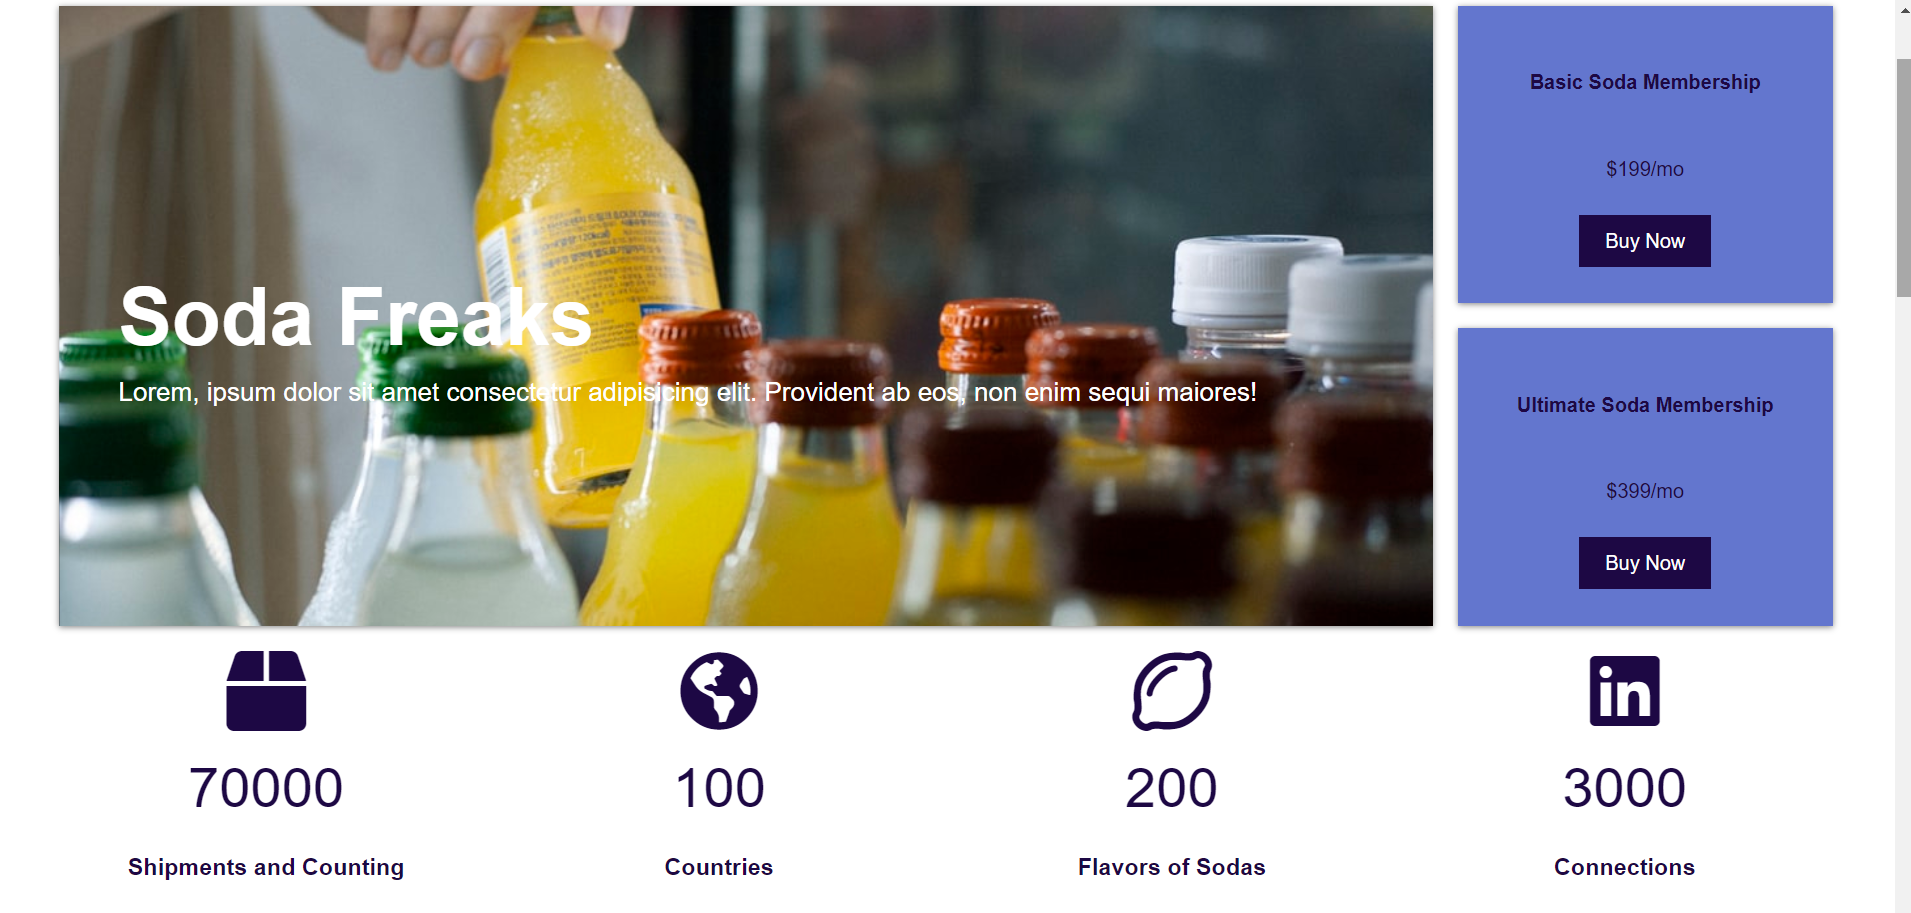 Soda Freaks
Lorem, ipsum dolor sit amet consectetur adipisicing elit. Provident ab eos, non enim sequi maiores!
Basic Soda Membership
$199/mo
Buy Now
Ultimate Soda Membership
$399/mo
Buy Now
70000
Shipments and Counting
100
Countries
200
Flavors of Sodas
in
3000
Connections